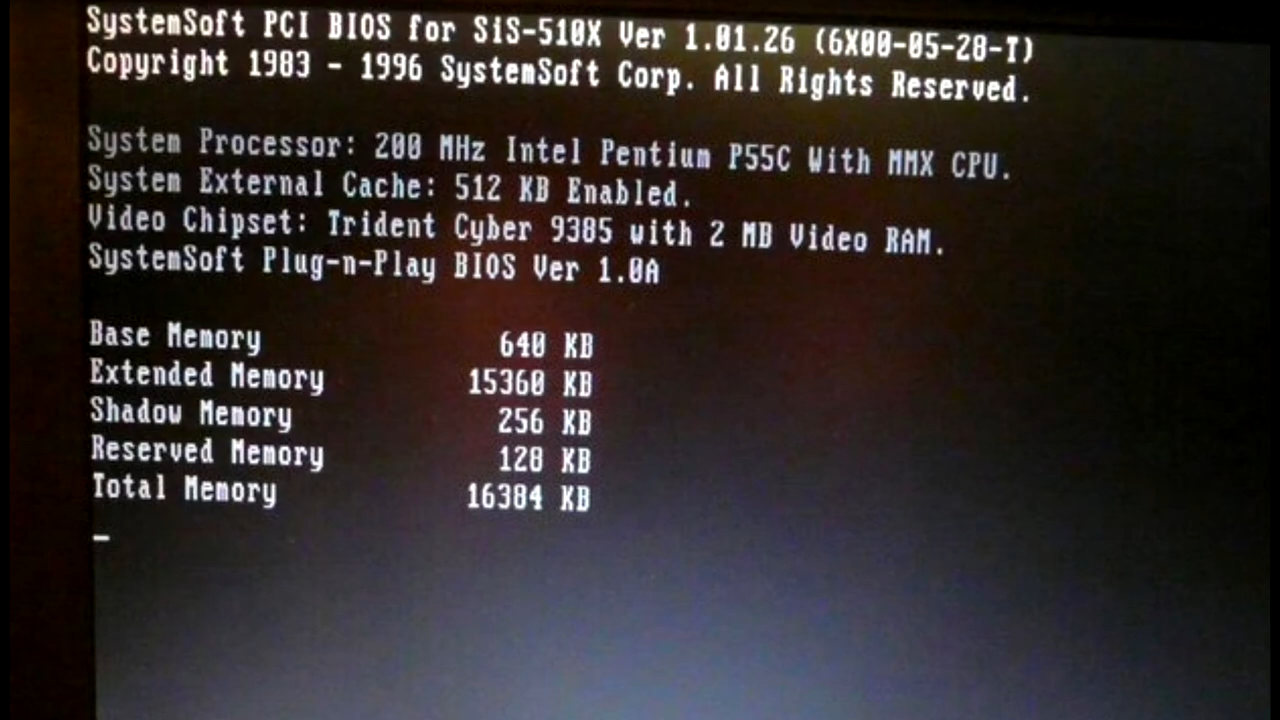 SystemSoft PCI BIOS for SiS-510X Ver 1.01.26 (6X00-05-28-T)
Copyright 1983 - 1996 SystemSoft Corp. All Rights Reserved.
System Processor: 200 MHz Intel Pentium P55C With MMX CPU.
System External Cache: 512 KB Enabled.
Video Chipset: Trident Cyber 9385 with 2 MB Video RAM.
SystemSoft Plug-n-Play BIOS Ver 1.0A
Base Memory 640 KB
Extended Memory 15360 KB
Shadow Memory 256 KB
Reserved Memory 128 KB
Total Memory 16384 KB